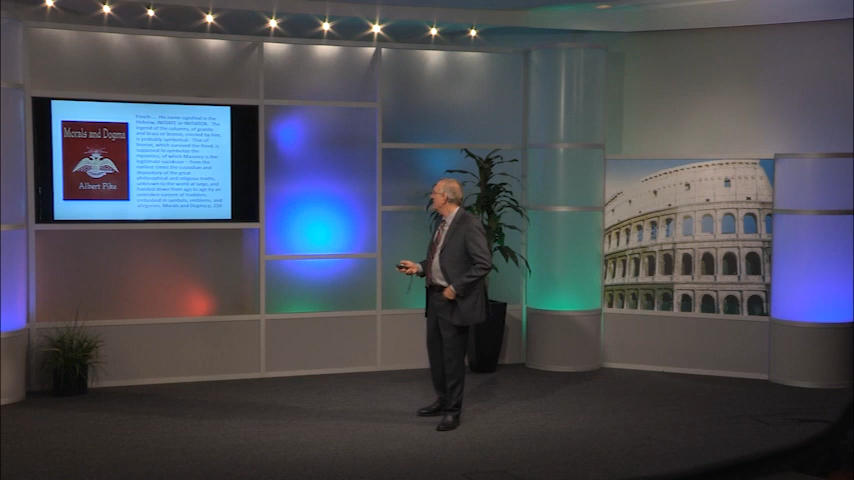 Morals and Dogma
Albert Pike
Enoch.... His name signified in the
Hebrew, INITIATE or INITIATOR. The
legend of the columns, of granite
and brass or bronze, erected by him,
is probably symbolical. That of
bronze, which survived the flood, is
supposed to symbolize the
mysteries, of which Masonry is the
legitimate successor - from the
earliest times the custodian and
depository of the great
philosophical and religious truths,
unknown to the world at large, and
handed down from age to age by an
unbroken current of tradition,
embodied in symbols, emblems, and
allegories. Morals and Dogma, 210